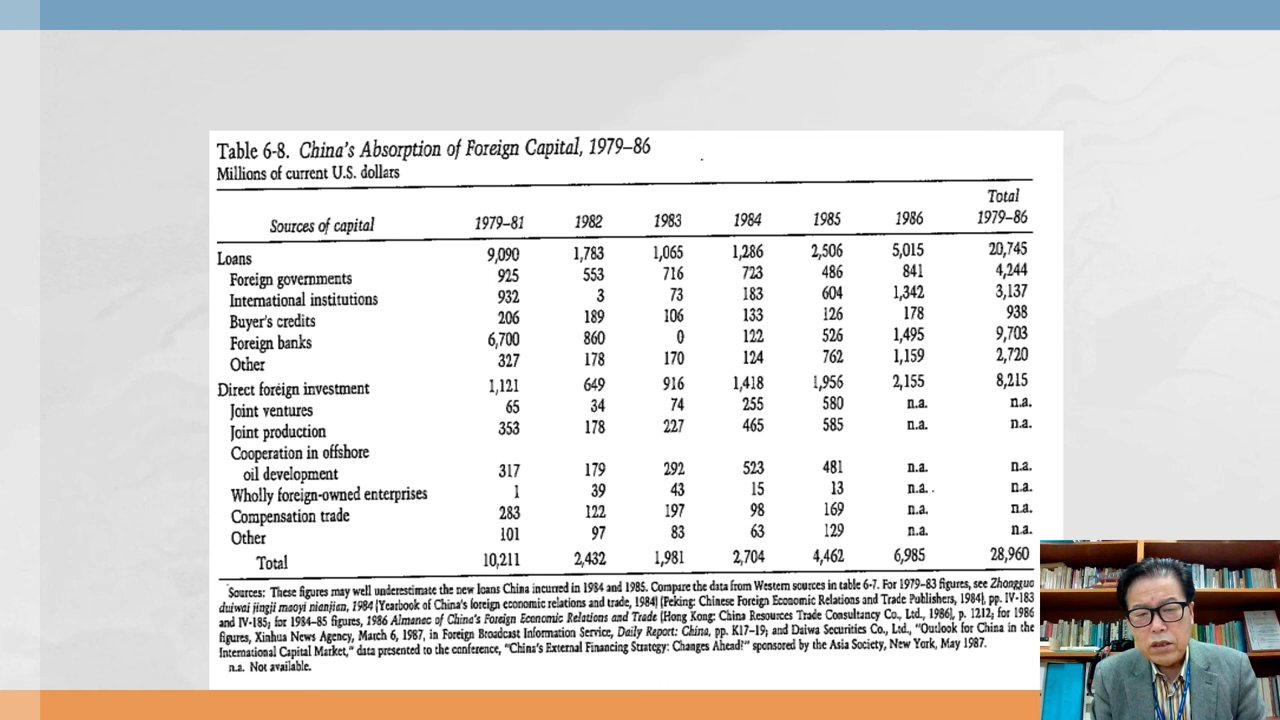 Table 6-8. China's Absorption of Foreign Capital, 1979–86
Millions of current U.S. dollars
Sources of capital 1979–81 1982 1983 1984 1985 1986 Total 1979–86
Loans 9,090 1,783 1,065 1,286 2,506 5,015 20,745
Foreign governments 925 553 716 723 486 841 4,244
International institutions 932 3 73 183 604 1,342 3,137
Buyer's credits 206 189 106 133 126 178 938
Foreign banks 6,700 860 0 122 526 1,495 9,703
Other 327 178 170 124 762 1,159 2,720
Direct foreign investment 1,121 649 916 1,418 1,956 2,155 8,215
Joint ventures 65 34 74 255 580 n.a. n.a.
Joint production 353 178 227 465 585 n.a. n.a.
Cooperation in offshore
oil development 317 179 292 523 481 n.a. n.a.
Wholly foreign-owned enterprises 1 39 43 15 13 n.a. n.a.
Compensation trade 283 122 197 98 169 n.a. n.a.
Other 101 97 83 63 129 n.a. n.a.
Total 10,211 2,432 1,981 2,704 4,462 6,985 28,960
Sources: These figures may well underestimate the new loans China incurred in 1984 and 1985. Compare the data from Western sources in table 6-7. For 1979–83 figures, see Zhongguo
duiwai jingji maoyi nianjian, 1984 [Yearbook of China's foreign economic relations and trade, 1984] (Peking: Chinese Foreign Economic Relations and Trade Publishers, 1984), pp. IV-183
and IV-185; for 1984–85 figures, 1986 Almanac of China's Foreign Economic Relations and Trade (Hong Kong: China Resources Trade Consultancy Co., Ltd., 1986), p. 1212; for 1986
figures, Xinhua News Agency, March 6, 1987, in Foreign Broadcast Information Service, Daily Report: China, pp. K17–19; and Daiwa Securities Co., Ltd., "Outlook for China in the
International Capital Market," data presented to the conference, "China's External Financing Strategy: Changes Ahead?" sponsored by the Asia Society, New York, May 1987.
n.a. Not available.